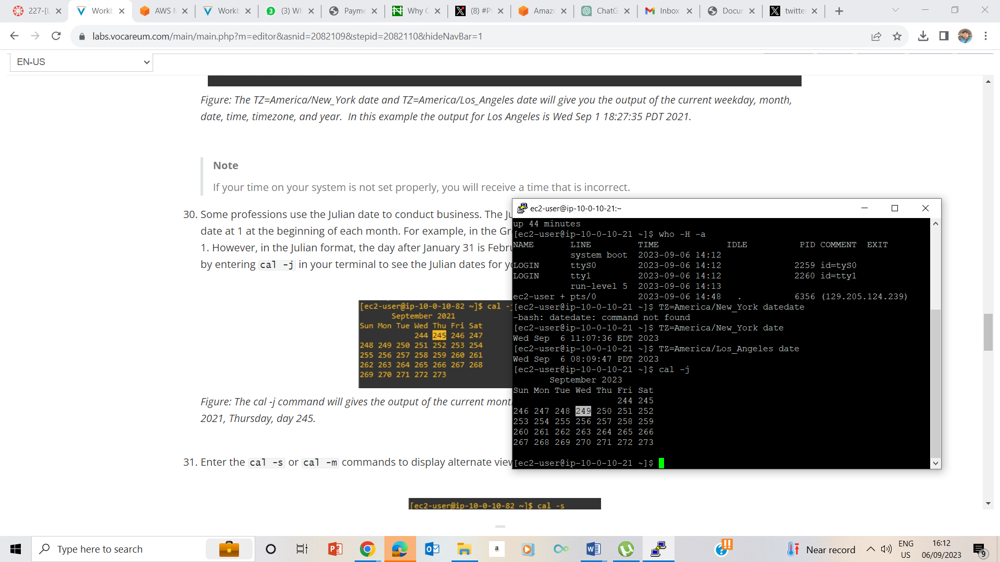 227-[L
Workb
AWS M
Workb
(3) Wh
Payme
Why C
(8) #Pl
Amazo
ChatG
Inbox
Docur
twitte
labs.vocareum.com/main/main.php?m=editor&asnid=2082109&stepid=2082110&hideNavBar=1
EN-US
Figure: The TZ=America/New_York date and TZ=America/Los_Angeles date will give you the output of the current weekday, month,
date, time, timezone, and year. In this example the output for Los Angeles is Wed Sep 1 18:27:35 PDT 2021.
Note
If your time on your system is not set properly, you will receive a time that is incorrect.
30. Some professions use the Julian date to conduct business. The Ju
date at 1 at the beginning of each month. For example, in the Gr
1. However, in the Julian format, the day after January 31 is Febru
by entering cal -j in your terminal to see the Julian dates for yo
[ec2-user@ip-10-0-10-82 ~]$ cal -j
September 2021
Sun Mon Tue Wed Thu Fri Sat
244 245 246 247
248 249 250 251 252 253 254
255 256 257 258 259 260 261
262 263 264 265 266 267 268
269 270 271 272 273
Figure: The cal -j command will gives the output of the current mont
2021, Thursday, day 245.
31. Enter the cal -s or cal -m commands to display alternate view
[ec2-user@ip-10-0-10-82 ~]$ cal -s
ec2-user@ip-10-0-10-21:~
up 44 minutes
[ec2-user@ip-10-0-10-21 ~]$ who -H -a
NAME LINE TIME IDLE PID COMMENT EXIT
system boot 2023-09-06 14:12
LOGIN ttyS0 2023-09-06 14:12 2259 id=tyS0
LOGIN tty1 2023-09-06 14:12 2260 id=tty1
run-level 5 2023-09-06 14:13
ec2-user + pts/0 2023-09-06 14:48 . 6356 (129.205.124.239)
[ec2-user@ip-10-0-10-21 ~]$ TZ=America/New_York datedate
-bash: datedate: command not found
[ec2-user@ip-10-0-10-21 ~]$ TZ=America/New_York date
Wed Sep 6 11:07:36 EDT 2023
[ec2-user@ip-10-0-10-21 ~]$ TZ=America/Los_Angeles date
Wed Sep 6 08:09:47 PDT 2023
[ec2-user@ip-10-0-10-21 ~]$ cal -j
September 2023
Sun Mon Tue Wed Thu Fri Sat
244 245
246 247 248 249 250 251 252
253 254 255 256 257 258 259
260 261 262 263 264 265 266
267 268 269 270 271 272 273
[ec2-user@ip-10-0-10-21 ~]$
Type here to search
Near record
ENG
US
16:12
06/09/2023
9